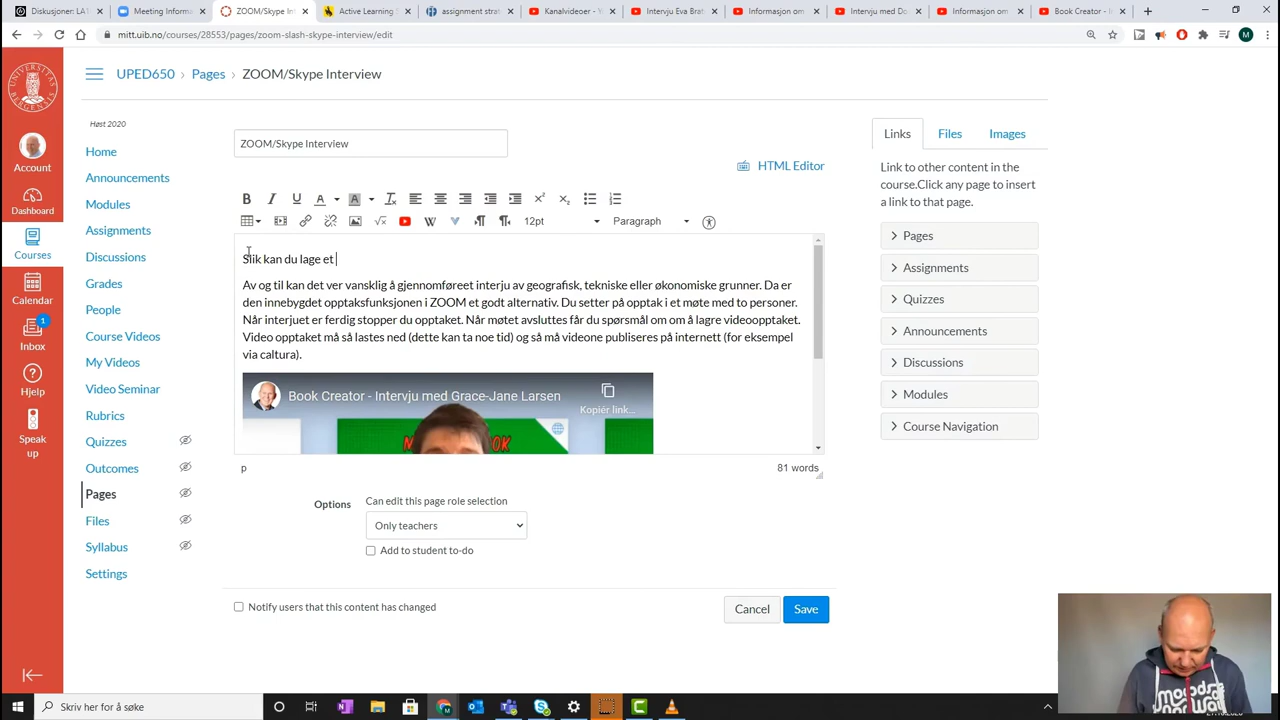 Diskusjoner: LA1
Meeting Informa
ZOOM/Skype In
Active Learning S
assignment strat
Kanalvideoer - Y
Intervju Eva Brat
Informasjon om
Intervju med Do
Informasjon om
Book Creator - I
mitt.uib.no/courses/28553/pages/zoom-slash-skype-interview/edit
M
UPED650 › Pages › ZOOM/Skype Interview
Høst 2020
Account
Dashboard
Courses
Calendar
1
Inbox
Hjelp
Speak up
Home
Announcements
Modules
Assignments
Discussions
Grades
People
Course Videos
My Videos
Video Seminar
Rubrics
Quizzes
Outcomes
Pages
Files
Syllabus
Settings
ZOOM/Skype Interview
HTML Editor
12pt
Paragraph
Slik kan du lage et
Av og til kan det ver vansklig å gjennomføreet interju av geografisk, tekniske eller økonomiske grunner. Da er
den innebygdet opptaksfunksjonen i ZOOM et godt alternativ. Du setter på opptak i et møte med to personer.
Når interjuet er ferdig stopper du opptaket. Når møtet avsluttes får du spørsmål om om å lagre videoopptaket.
Video opptaket må så lastes ned (dette kan ta noe tid) og så må videone publiseres på internett (for eksempel
via caltura).
Book Creator - Intervju med Grace-Jane Larsen
Kopiér link...
p
81 words
Options
Can edit this page role selection
Only teachers
Add to student to-do
Notify users that this content has changed
Cancel
Save
Links
Files
Images
Link to other content in the
course.Click any page to insert
a link to that page.
Pages
Assignments
Quizzes
Announcements
Discussions
Modules
Course Navigation
Skriv her for å søke